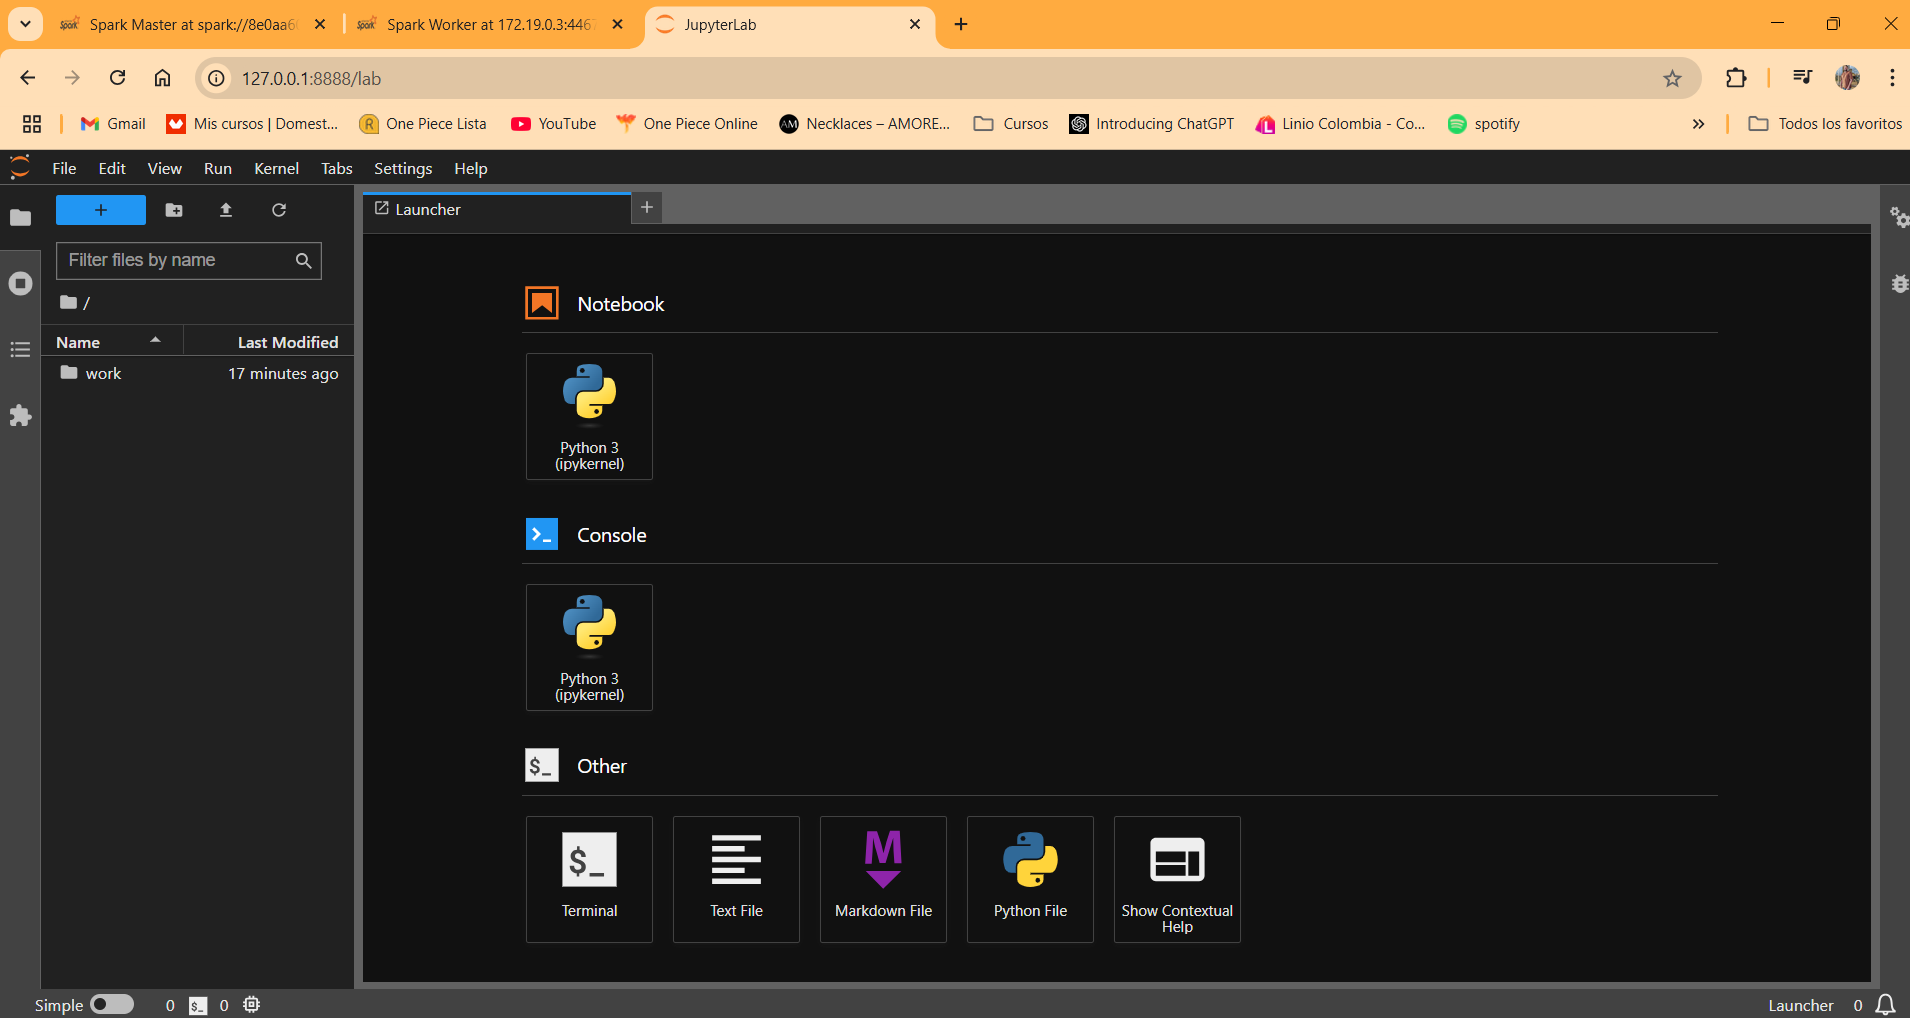 Spark Master at spark://8e0aa60
Spark Worker at 172.19.0.3:4467
JupyterLab
127.0.0.1:8888/lab
Gmail
Mis cursos | Domest...
One Piece Lista
YouTube
One Piece Online
AM
Necklaces – AMORE...
Cursos
Introducing ChatGPT
Linio Colombia - Co...
spotify
Todos los favoritos
File
Edit
View
Run
Kernel
Tabs
Settings
Help
Launcher
Filter files by name
/
Name
Last Modified
work
17 minutes ago
Notebook
Python 3
(ipykernel)
Console
Python 3
(ipykernel)
$_
Other
$_
Terminal
Text File
M
Markdown File
Python File
Show Contextual
Help
Simple
0
$_
0
Launcher
0